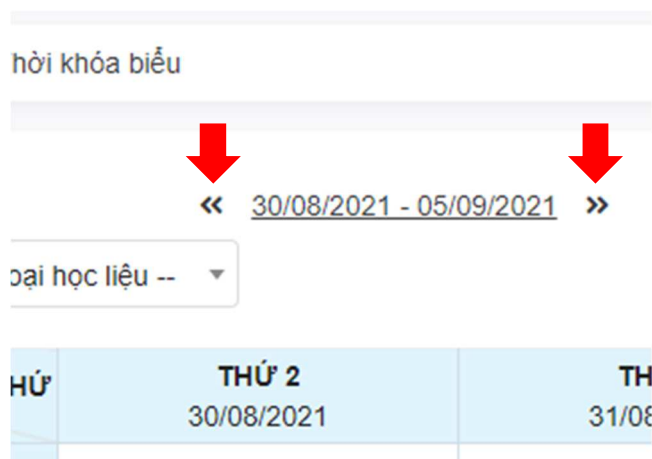 hời khóa biểu
« 30/08/2021 - 05/09/2021 »
oại học liệu --
HỨ THỨ 2 TH
30/08/2021 31/08